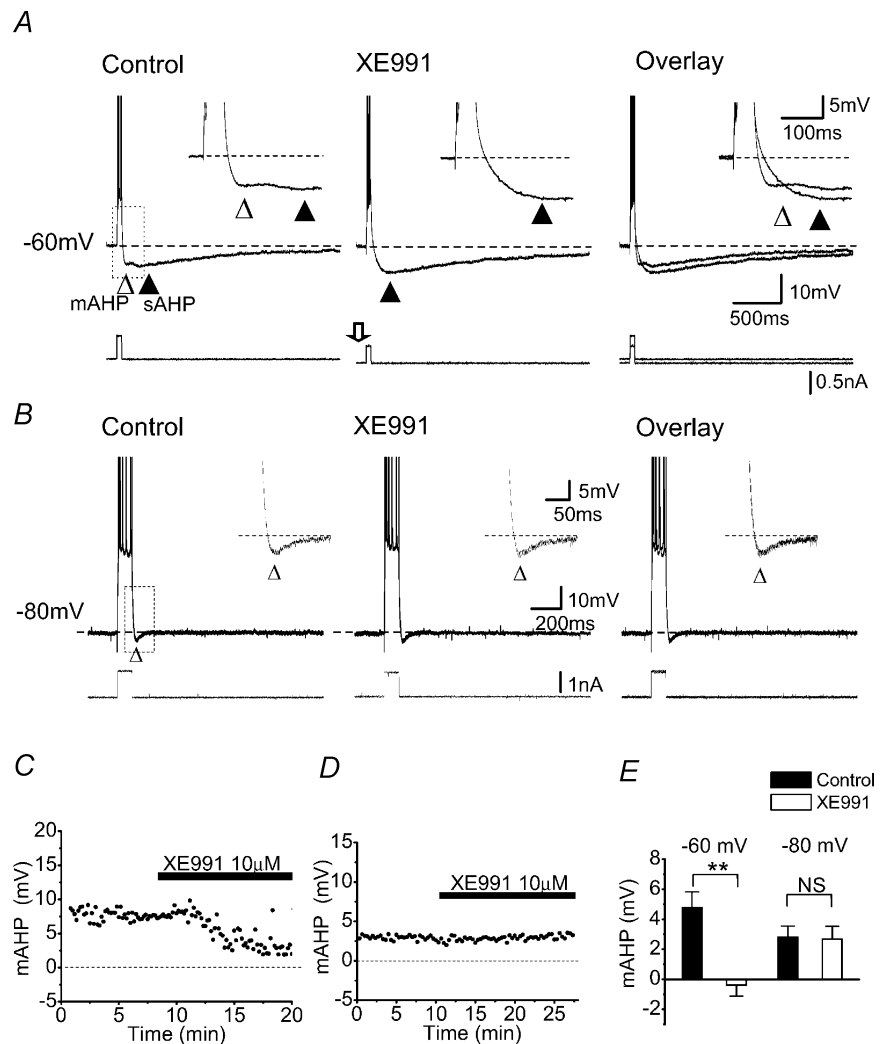 A
Control
XE991
Overlay
5mV
100ms
-60mV
mAHP
sAHP
10mV
500ms
0.5nA
B
Control
XE991
Overlay
5mV
50ms
-80mV
10mV
200ms
1nA
C
D
E
Control
XE991
20
15
10
5
0
-5
mAHP (mV)
XE991 10μM
0
5
10
15
20
Time (min)
15
10
5
0
-5
mAHP (mV)
XE991 10μM
0
5
10
15
20
25
Time (min)
-60 mV
-80 mV
**
NS
8
6
4
2
0
-2
mAHP (mV)